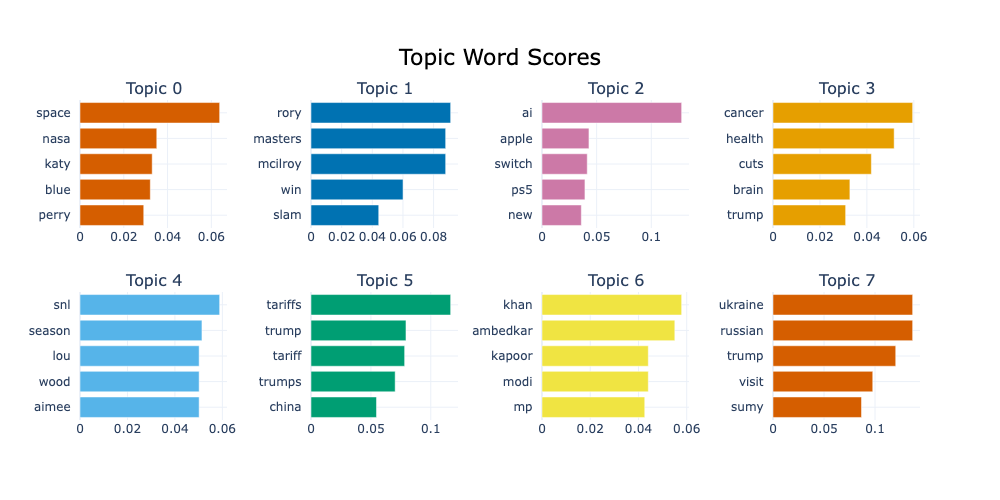 Topic Word Scores
Topic 0
space
nasa
katy
blue
perry
0 0.02 0.04 0.06
Topic 1
rory
masters
mcilroy
win
slam
0 0.02 0.04 0.06 0.08
Topic 2
ai
apple
switch
ps5
new
0 0.05 0.1
Topic 3
cancer
health
cuts
brain
trump
0 0.02 0.04 0.06
Topic 4
snl
season
lou
wood
aimee
0 0.02 0.04 0.06
Topic 5
tariffs
trump
tariff
trumps
china
0 0.05 0.1
Topic 6
khan
ambedkar
kapoor
modi
mp
0 0.02 0.04 0.06
Topic 7
ukraine
russian
trump
visit
sumy
0 0.05 0.1